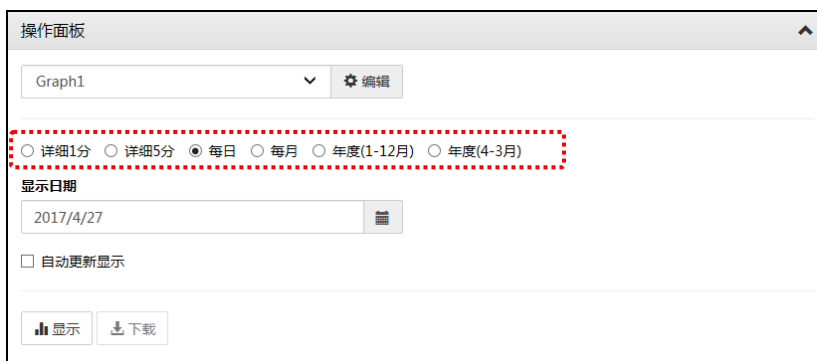 操作面板
Graph1 编辑
详细1分 详细5分 每日 每月 年度(1-12月) 年度(4-3月)
显示日期
2017/4/27
自动更新显示
显示 下载